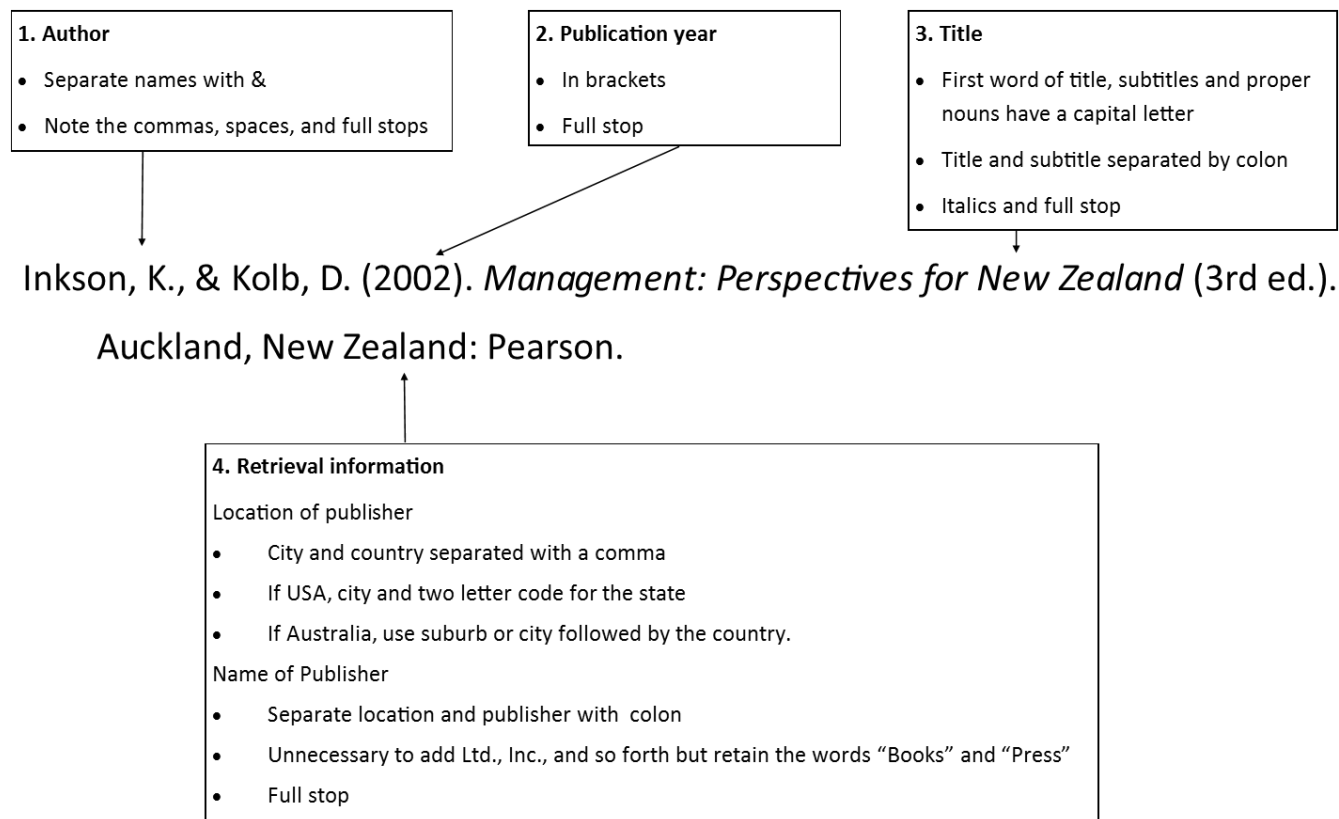 1. Author
• Separate names with &
• Note the commas, spaces, and full stops
2. Publication year
• In brackets
• Full stop
3. Title
• First word of title, subtitles and proper
nouns have a capital letter
• Title and subtitle separated by colon
• Italics and full stop
Inkson, K., & Kolb, D. (2002). Management: Perspectives for New Zealand (3rd ed.).
Auckland, New Zealand: Pearson.
4. Retrieval information
Location of publisher
• City and country separated with a comma
• If USA, city and two letter code for the state
• If Australia, use suburb or city followed by the country.
Name of Publisher
• Separate location and publisher with colon
• Unnecessary to add Ltd., Inc., and so forth but retain the words “Books” and “Press”
• Full stop